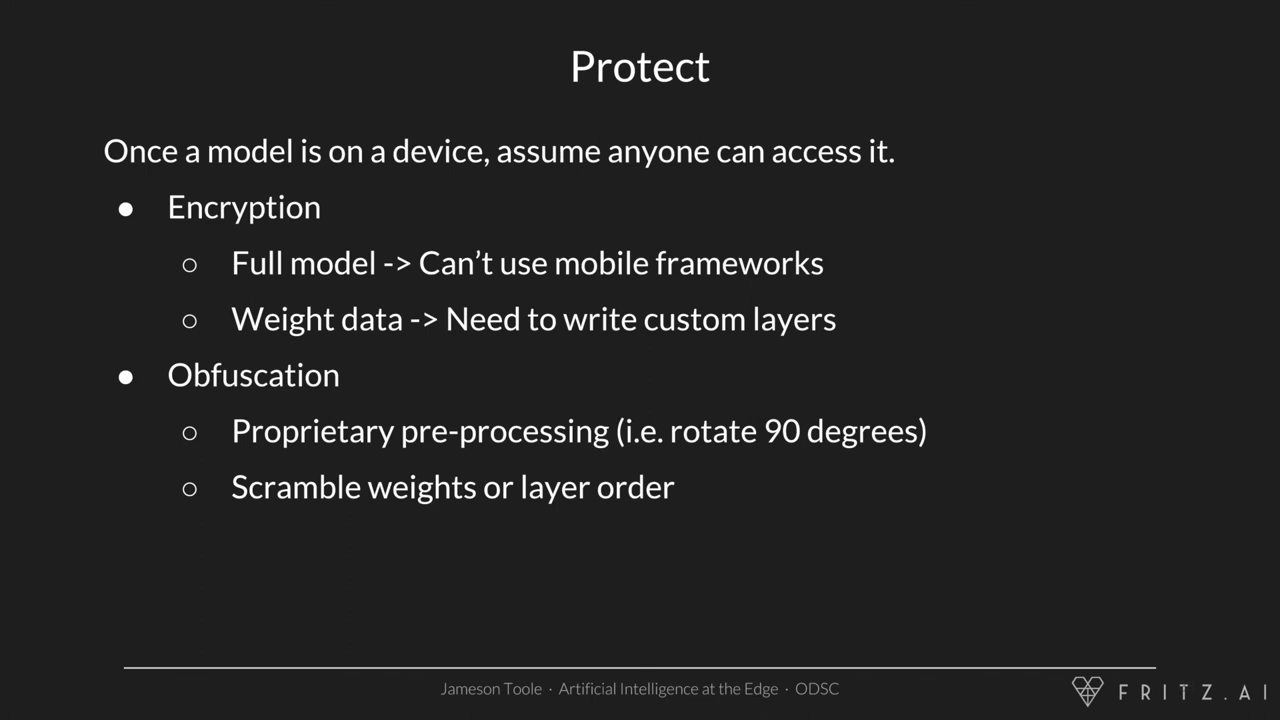 Protect
Once a model is on a device, assume anyone can access it.
● Encryption
○ Full model -> Can’t use mobile frameworks
○ Weight data -> Need to write custom layers
● Obfuscation
○ Proprietary pre-processing (i.e. rotate 90 degrees)
○ Scramble weights or layer order
Jameson Toole · Artificial Intelligence at the Edge · ODSC
FRITZ.AI